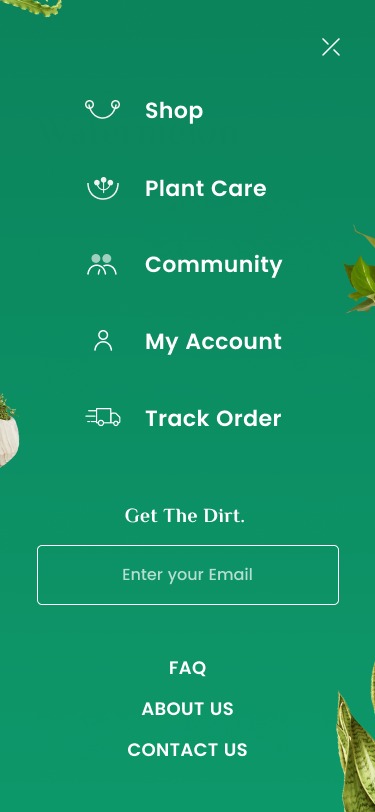 Shop
Plant Care
Community
My Account
Track Order
Get The Dirt.
Enter your Email
FAQ
ABOUT US
CONTACT US